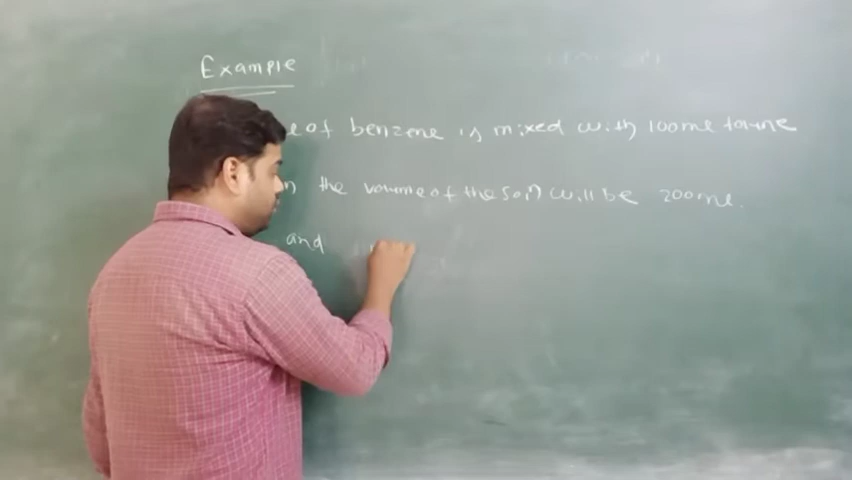 Example
of benzene is mixed with 100ml toluene
the volume of the soln will be 200ml.
and